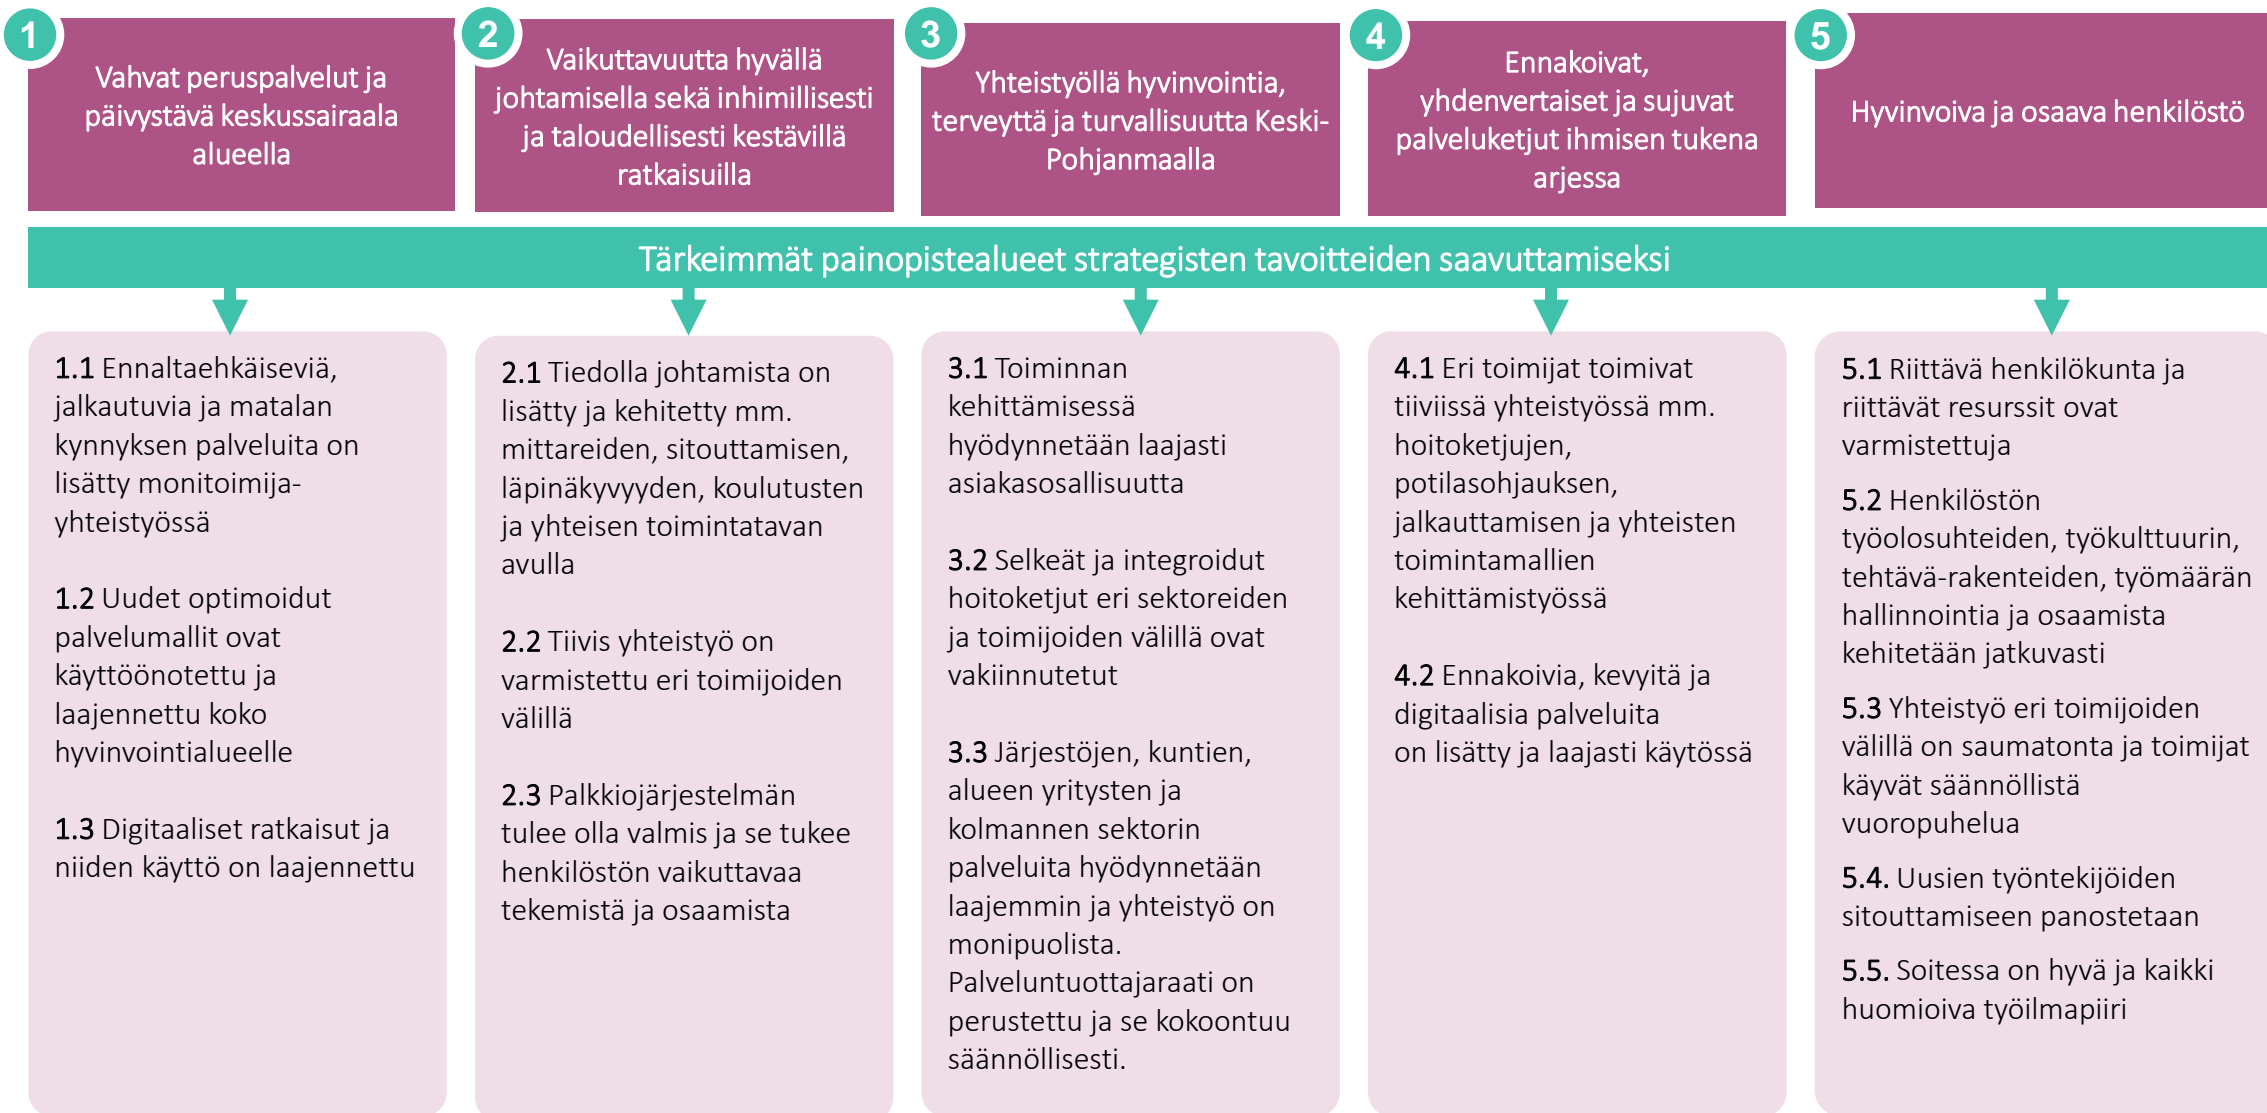 1
Vahvat peruspalvelut ja
päivystävä keskussairaala
alueella
2
Vaikuttavuutta hyvällä
johtamisella sekä inhimillisesti
ja taloudellisesti kestävillä
ratkaisuilla
3
Yhteistyöllä hyvinvointia,
terveyttä ja turvallisuutta Keski-
Pohjanmaalla
4
Ennakoivat,
yhdenvertaiset ja sujuvat
palveluketjut ihmisen tukena
arjessa
5
Hyvinvoiva ja osaava henkilöstö
Tärkeimmät painopistealueet strategisten tavoitteiden saavuttamiseksi
1.1 Ennaltaehkäiseviä,
jalkautuvia ja matalan
kynnyksen palveluita on
lisätty monitoimija-
yhteistyössä
1.2 Uudet optimoidut
palvelumallit ovat
käyttöönotettu ja
laajennettu koko
hyvinvointialueelle
1.3 Digitaaliset ratkaisut ja
niiden käyttö on laajennettu
2.1 Tiedolla johtamista on
lisätty ja kehitetty mm.
mittareiden, sitouttamisen,
läpinäkyvyyden, koulutusten
ja yhteisen toimintatavan
avulla
2.2 Tiivis yhteistyö on
varmistettu eri toimijoiden
välillä
2.3 Palkkiojärjestelmän
tulee olla valmis ja se tukee
henkilöstön vaikuttavaa
tekemistä ja osaamista
3.1 Toiminnan
kehittämisessä
hyödynnetään laajasti
asiakasosallisuutta
3.2 Selkeät ja integroidut
hoitoketjut eri sektoreiden
ja toimijoiden välillä ovat
vakiinnutetut
3.3 Järjestöjen, kuntien,
alueen yritysten ja
kolmannen sektorin
palveluita hyödynnetään
laajemmin ja yhteistyö on
monipuolista.
Palveluntuottajaraati on
perustettu ja se kokoontuu
säännöllisesti.
4.1 Eri toimijat toimivat
tiiviissä yhteistyössä mm.
hoitoketjujen,
potilasohjauksen,
jalkauttamisen ja yhteisten
toimintamallien
kehittämistyössä
4.2 Ennakoivia, kevyitä ja
digitaalisia palveluita
on lisätty ja laajasti käytössä
5.1 Riittävä henkilökunta ja
riittävät resurssit ovat
varmistettuja
5.2 Henkilöstön
työolosuhteiden, työkulttuurin,
tehtävä-rakenteiden, työmäärän
hallinnointia ja osaamista
kehitetään jatkuvasti
5.3 Yhteistyö eri toimijoiden
välillä on saumatonta ja toimijat
käyvät säännöllistä
vuoropuhelua
5.4. Uusien työntekijöiden
sitouttamiseen panostetaan
5.5. Soitessa on hyvä ja kaikki
huomioiva työilmapiiri